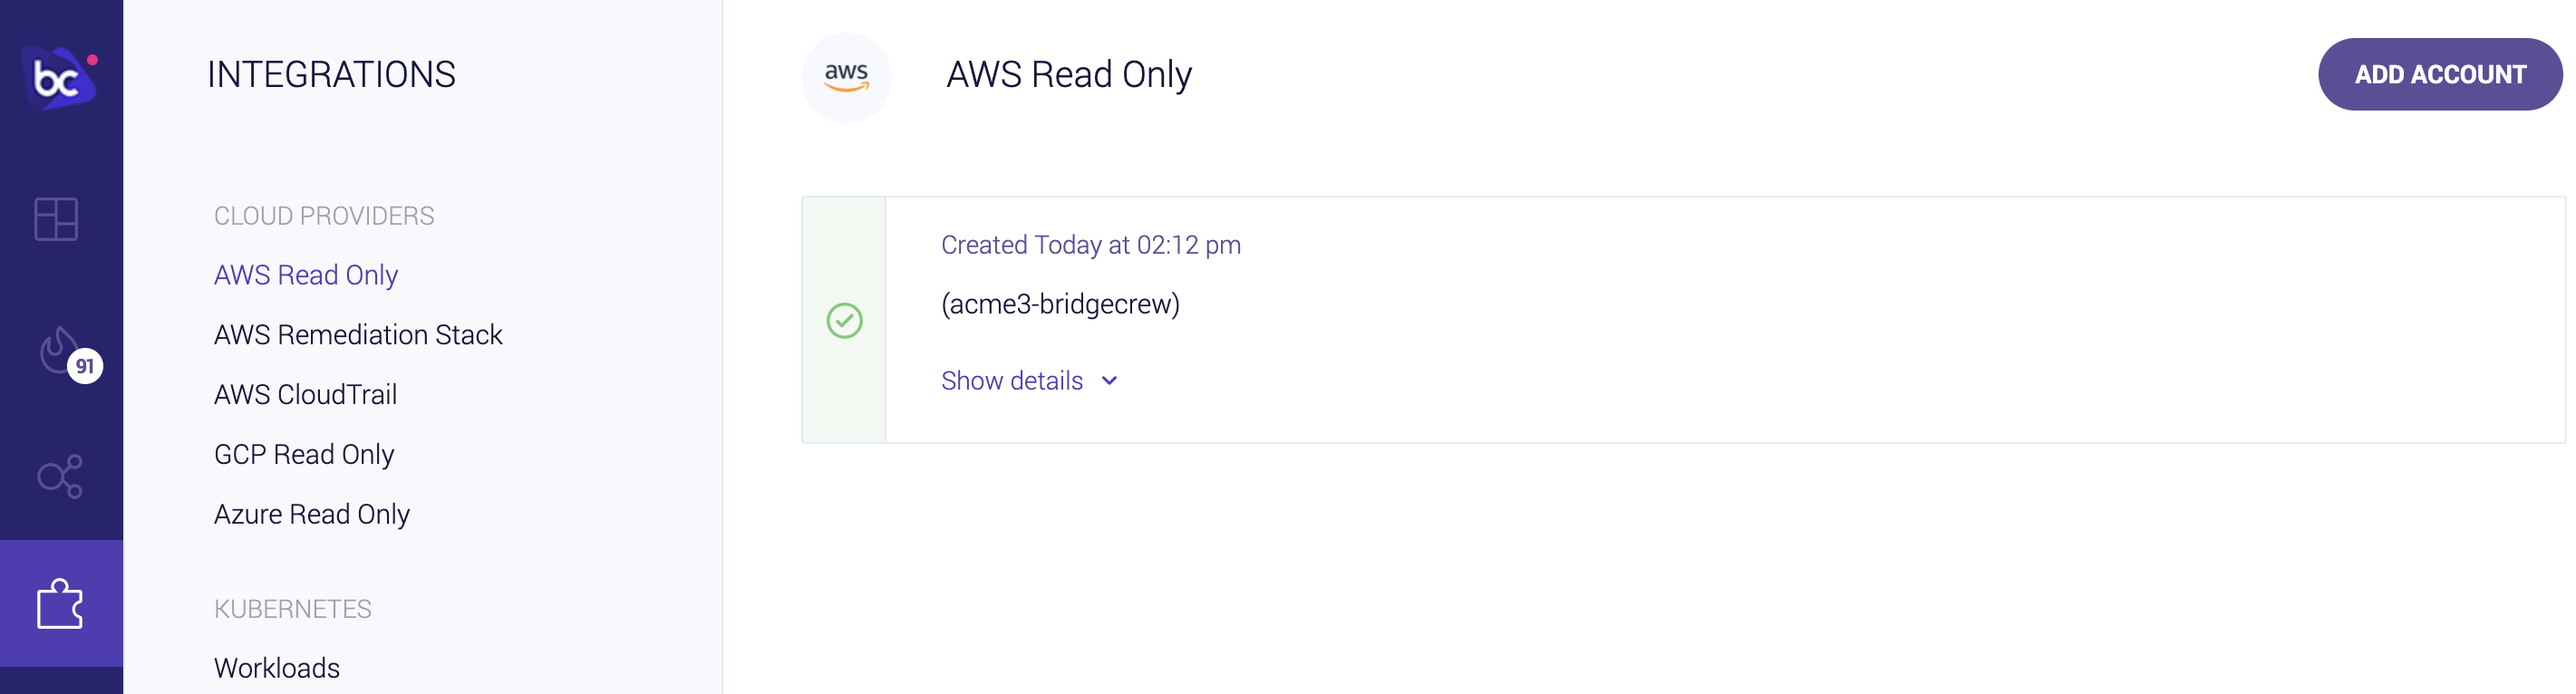 bc
91
INTEGRATIONS
CLOUD PROVIDERS
AWS Read Only
AWS Remediation Stack
AWS CloudTrail
GCP Read Only
Azure Read Only
KUBERNETES
Workloads
aws
AWS Read Only
ADD ACCOUNT
Created Today at 02:12 pm
(acme3-bridgecrew)
Show details